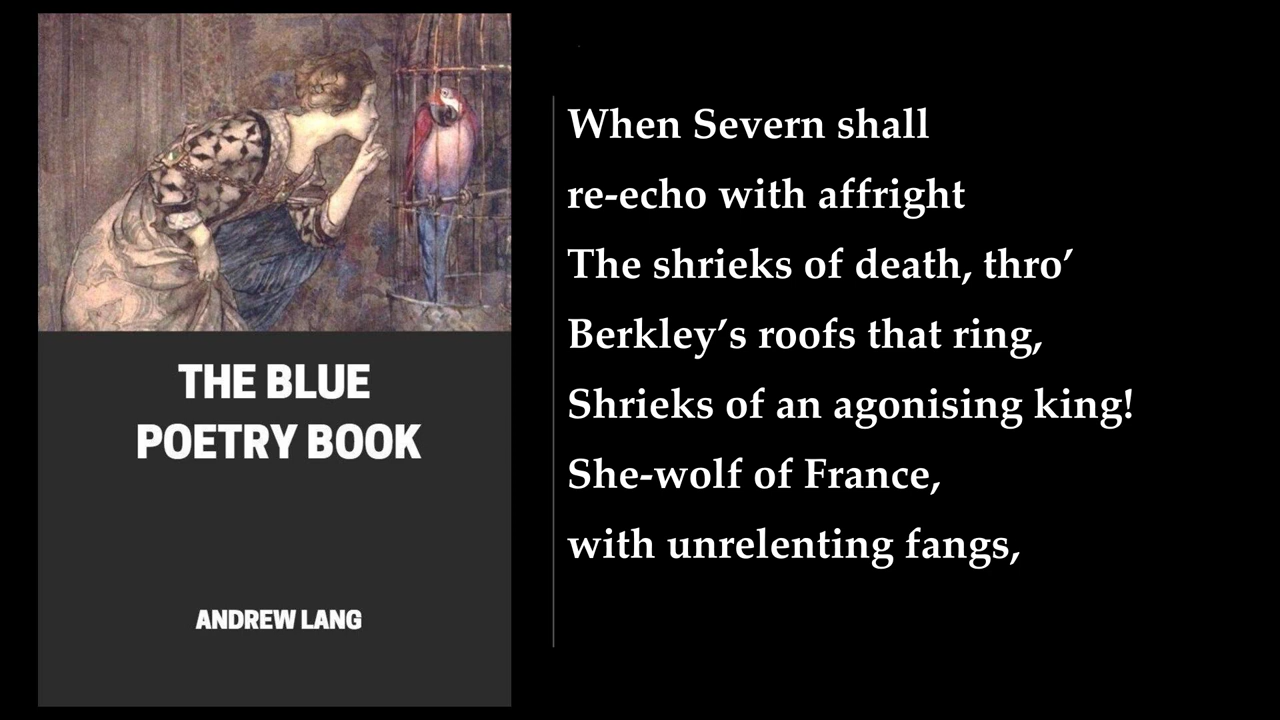 THE BLUE
POETRY BOOK
ANDREW LANG
When Severn shall
re-echo with affright
The shrieks of death, thro’
Berkley’s roofs that ring,
Shrieks of an agonising king!
She-wolf of France,
with unrelenting fangs,